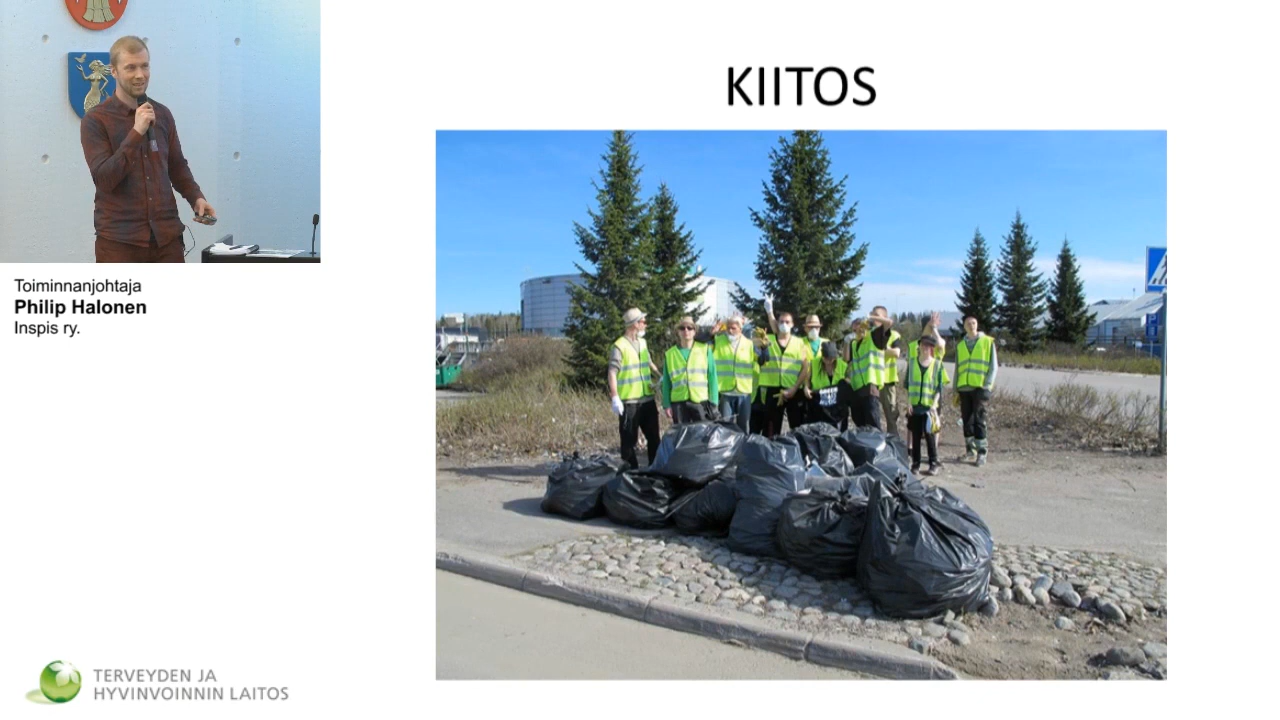 KIITOS
Toiminnanjohtaja
Philip Halonen
Inspis ry.
TERVEYDEN JA
HYVINVOINNIN LAITOS